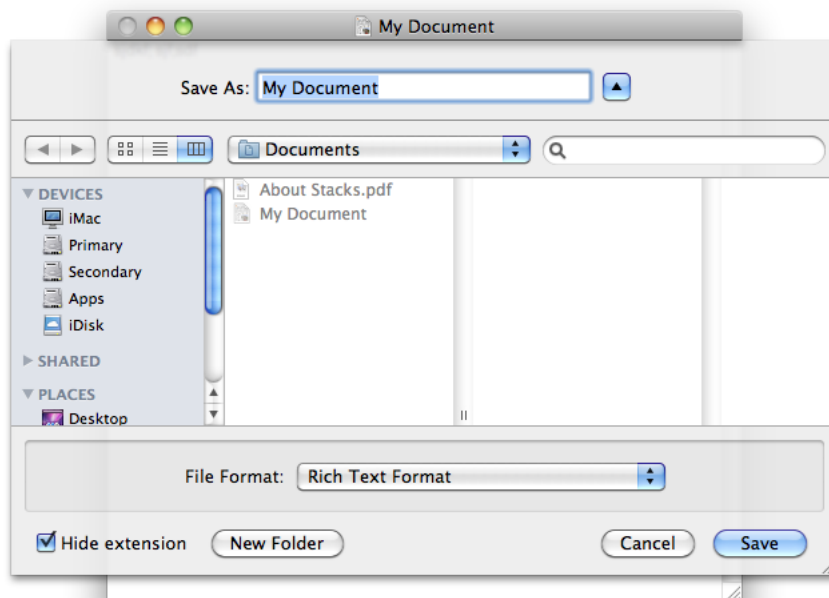 My Document
Save As: My Document
Documents
DEVICES
iMac
Primary
Secondary
Apps
iDisk
SHARED
PLACES
Desktop
About Stacks.pdf
My Document
File Format: Rich Text Format
Hide extension New Folder Cancel Save